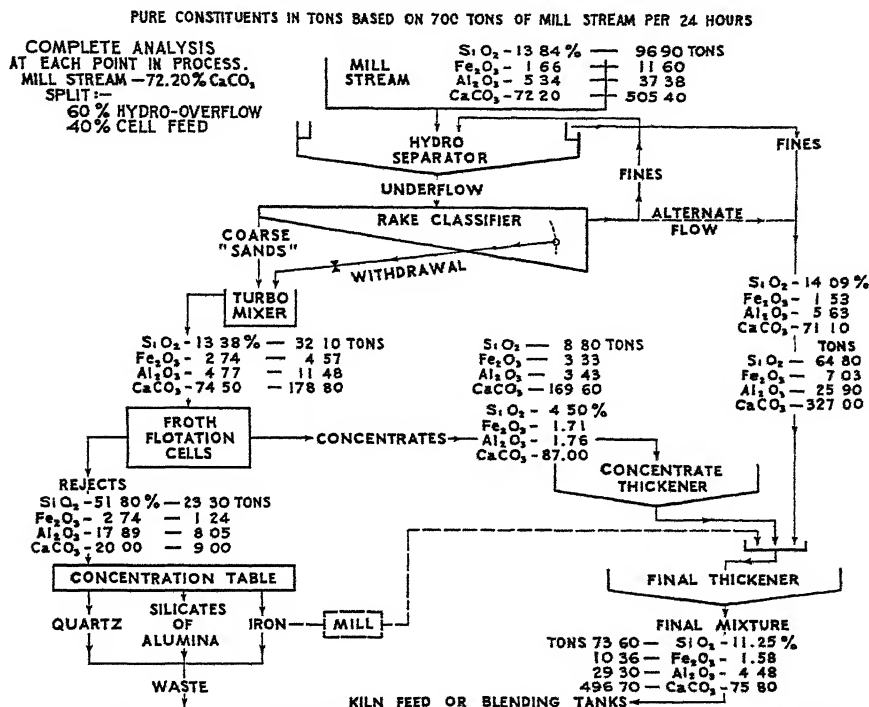 PURE CONSTITUENTS IN TONS BASED ON 700 TONS OF MILL STREAM PER 24 HOURS
COMPLETE ANALYSIS
AT EACH POINT IN PROCESS.
MILL STREAM – 72.20% CaCO₃
SPLIT:–
60% HYDRO-OVERFLOW
40% CELL FEED
MILL
STREAM
SiO₂ - 13 84 % — 96 90 TONS
Fe₂O₃ - 1 66 — 11 60
Al₂O₃ - 5 34 — 37 38
CaCO₃ - 72 20 — 505 40
HYDRO
SEPARATOR
FINES
FINES
UNDERFLOW
RAKE CLASSIFIER
ALTERNATE
FLOW
COARSE
"SANDS"
WITHDRAWAL
TURBO
MIXER
SiO₂ - 14 09 %
Fe₂O₃ - 1 53
Al₂O₃ - 5 63
CaCO₃ - 71 10
TONS
SiO₂ - 64 80
Fe₂O₃ - 7 03
Al₂O₃ - 25 90
CaCO₃ - 327 00
SiO₂ - 13 38 % — 32 10 TONS
Fe₂O₃ - 2 74 — 4 57
Al₂O₃ - 4 77 — 11 48
CaCO₃ - 74 50 — 178 80
SiO₂ — 8 80 TONS
Fe₂O₃ — 3 33
Al₂O₃ — 3 43
CaCO₃ — 169 60
SiO₂ - 4 50 %
Fe₂O₃ - 1.71
Al₂O₃ - 1.76
CaCO₃ - 87.00
FROTH
FLOTATION
CELLS
CONCENTRATES
CONCENTRATE
THICKENER
REJECTS
SiO₂ - 51 80 % — 23 30 TONS
Fe₂O₃ - 2 74 — 1 24
Al₂O₃ - 17 89 — 8 05
CaCO₃ - 20 00 — 9 00
CONCENTRATION TABLE
QUARTZ
SILICATES
OF
ALUMINA
IRON
MILL
FINAL THICKENER
FINAL MIXTURE
TONS 73 60 — SiO₂ - 11.25 %
10 36 — Fe₂O₃ - 1.58
29 30 — Al₂O₃ - 4 48
496 70 — CaCO₃ - 75 80
WASTE
KILN FEED OR BLENDING TANKS